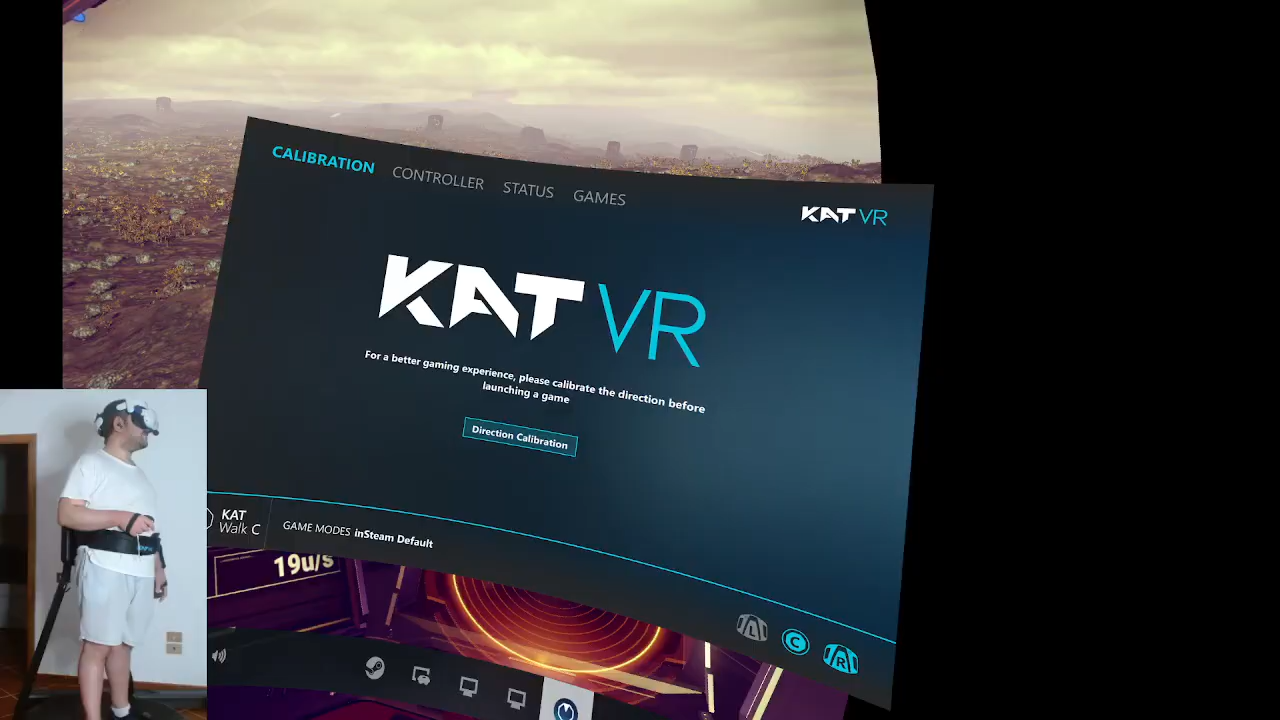 CALIBRATION
CONTROLLER
STATUS
GAMES
KAT VR
KAT VR
For a better gaming experience, please calibrate the direction before
launching a game
Direction Calibration
KAT
Walk C
GAME MODES inSteam Default
19u/s
L
C
R